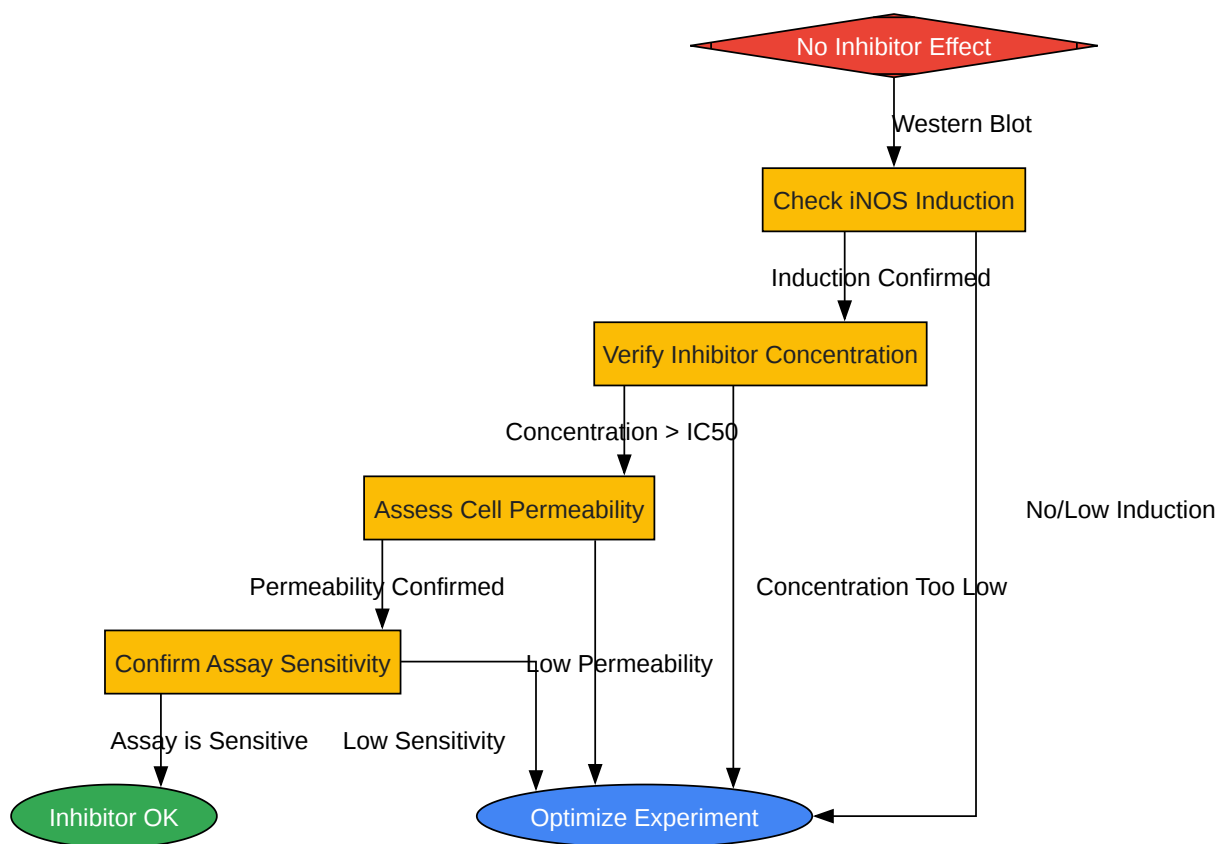 No Inhibitor Effect
Western Blot
Check iNOS Induction
Induction Confirmed
Verify Inhibitor Concentration
Concentration > IC50
Assess Cell Permeability
No/Low Induction
Permeability Confirmed
Concentration Too Low
Confirm Assay Sensitivity
Low Permeability
Assay is Sensitive
Low Sensitivity
Inhibitor OK
Optimize Experiment